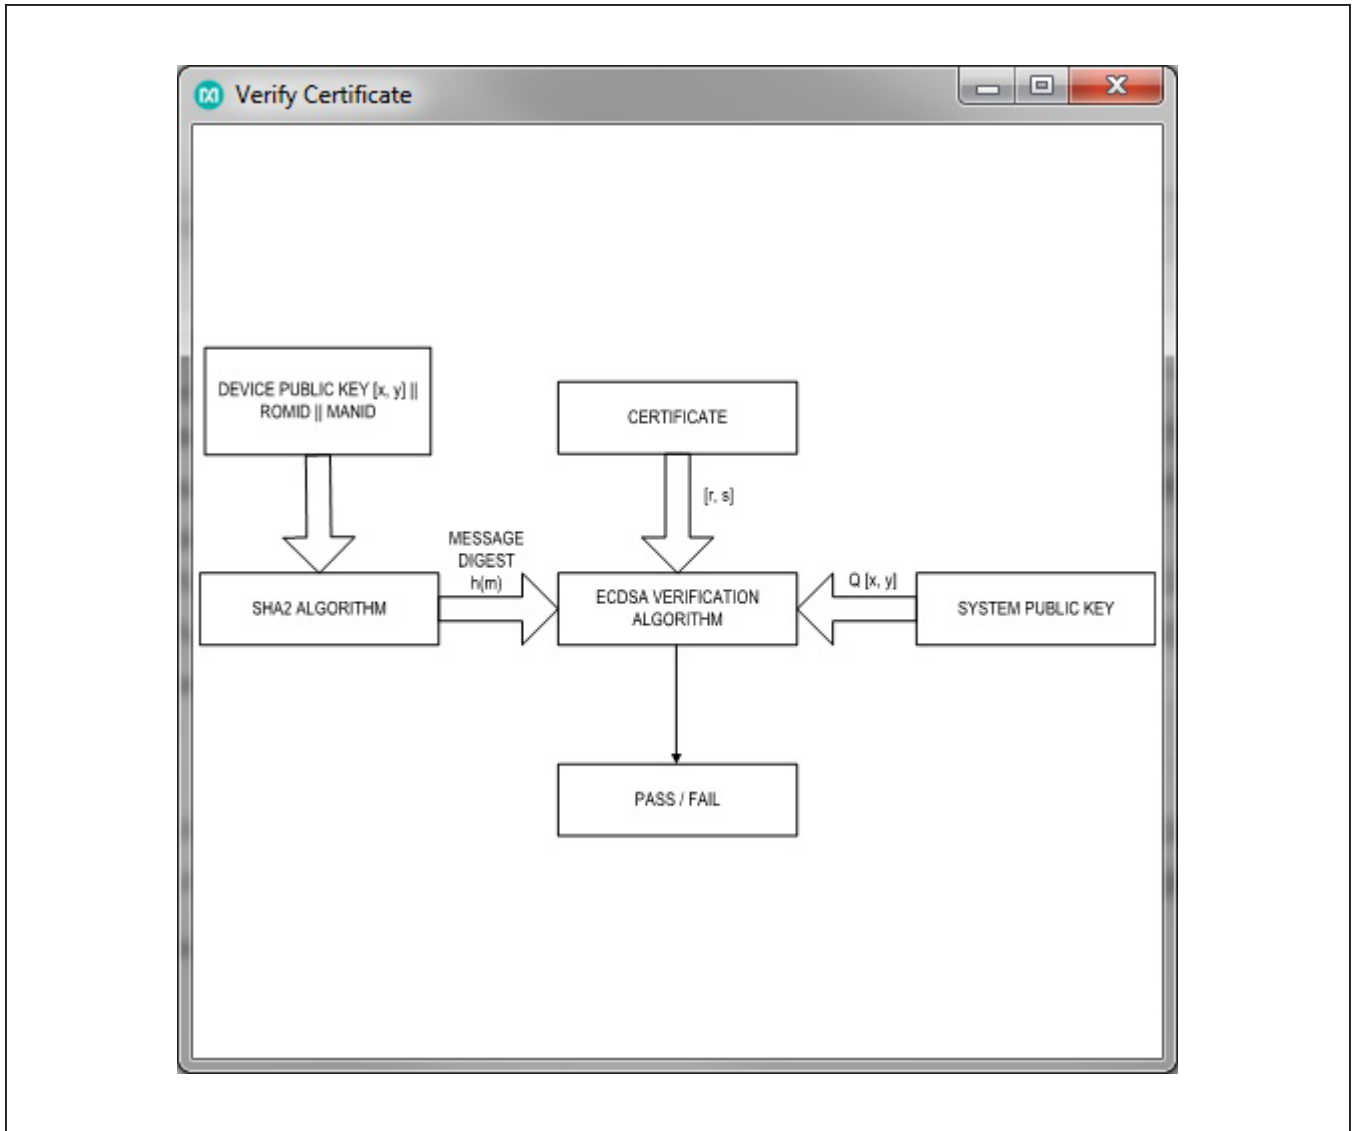 Verify Certificate
DEVICE PUBLIC KEY [x, y] ||
ROMID || MANID
CERTIFICATE
[r, s]
MESSAGE
DIGEST
h(m)
SHA2 ALGORITHM
ECDSA VERIFICATION
ALGORITHM
Q [x, y]
SYSTEM PUBLIC KEY
PASS / FAIL